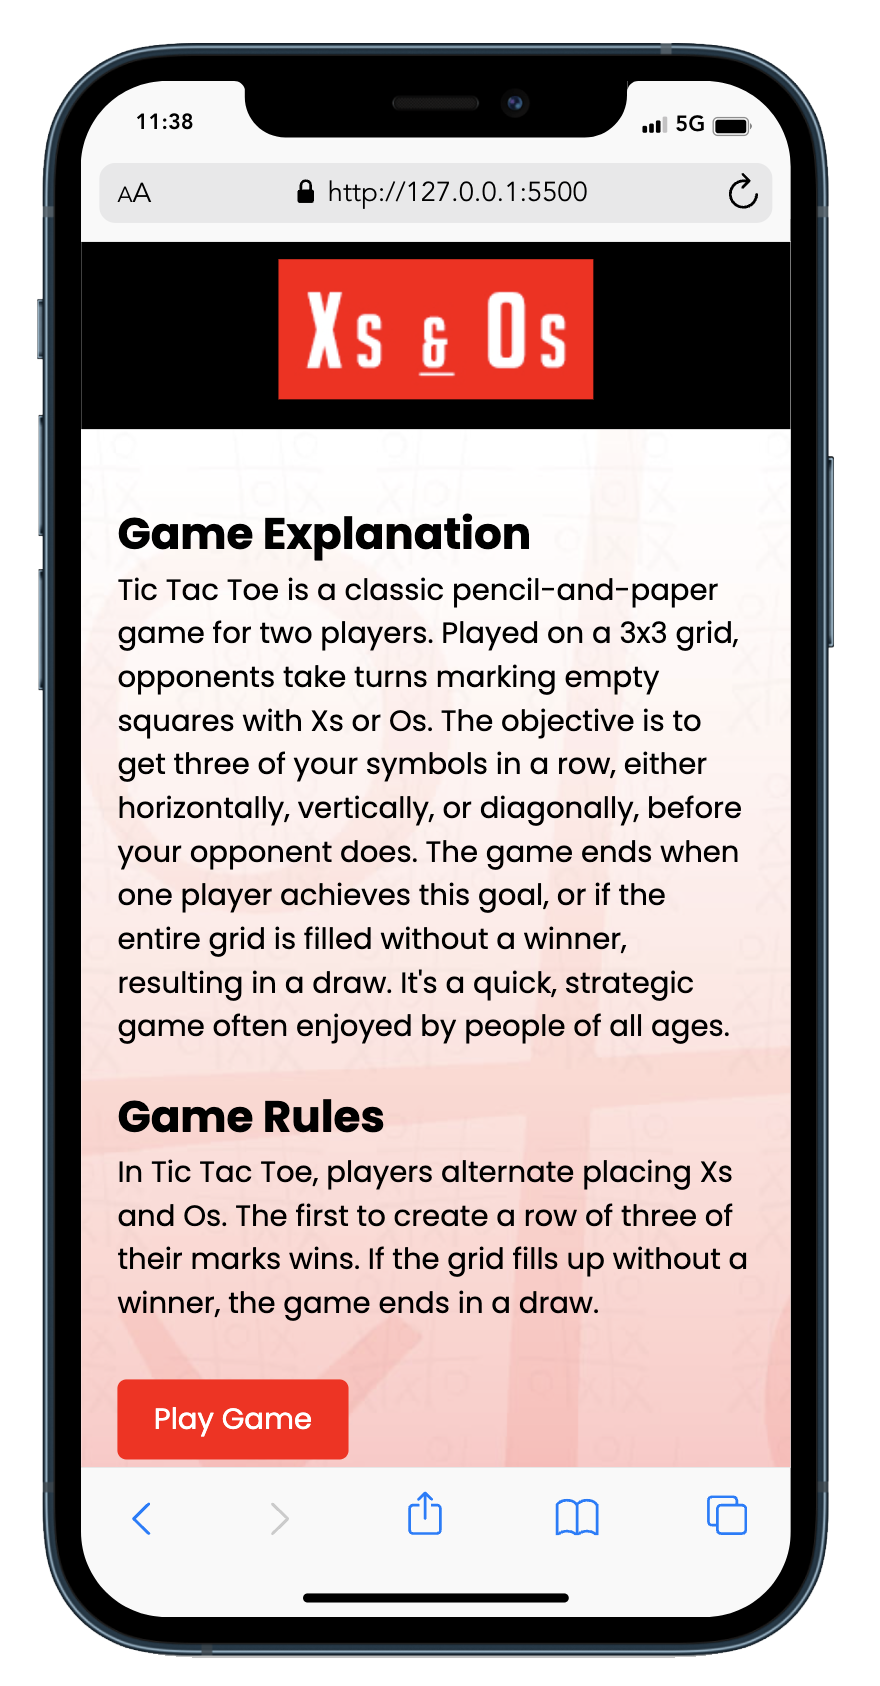 11:38
5G
AA
http://127.0.0.1:5500
Xs & Os
Game Explanation
Tic Tac Toe is a classic pencil-and-paper
game for two players. Played on a 3x3 grid,
opponents take turns marking empty
squares with Xs or Os. The objective is to
get three of your symbols in a row, either
horizontally, vertically, or diagonally, before
your opponent does. The game ends when
one player achieves this goal, or if the
entire grid is filled without a winner,
resulting in a draw. It's a quick, strategic
game often enjoyed by people of all ages.
Game Rules
In Tic Tac Toe, players alternate placing Xs
and Os. The first to create a row of three of
their marks wins. If the grid fills up without a
winner, the game ends in a draw.
Play Game